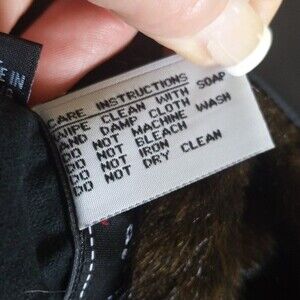 CARE INSTRUCTIONS
WIPE CLEAN WITH SOAP
AND DAMP CLOTH
DO NOT MACHINE WASH
DO NOT BLEACH
DO NOT IRON
DO NOT DRY CLEAN